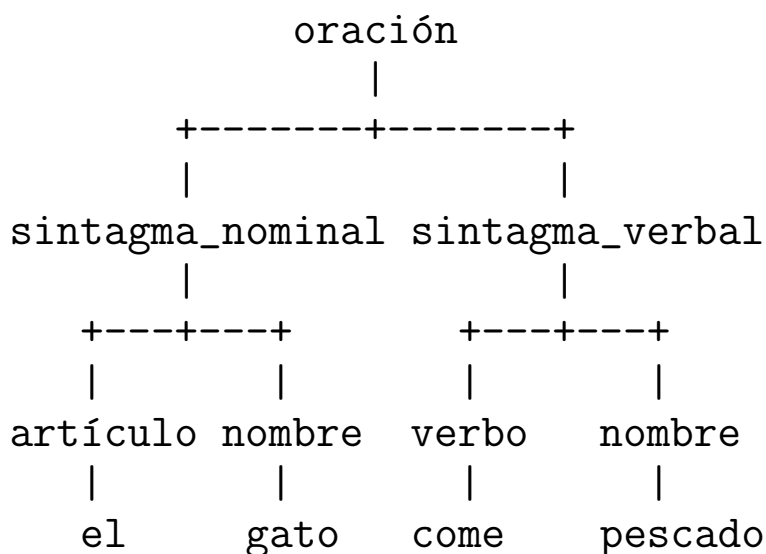 oración
|
+-------+-------+
| |
sintagma_nominal sintagma_verbal
| |
+---+---+ +---+---+
| | | |
artículo nombre verbo nombre
| | | |
el gato come pescado